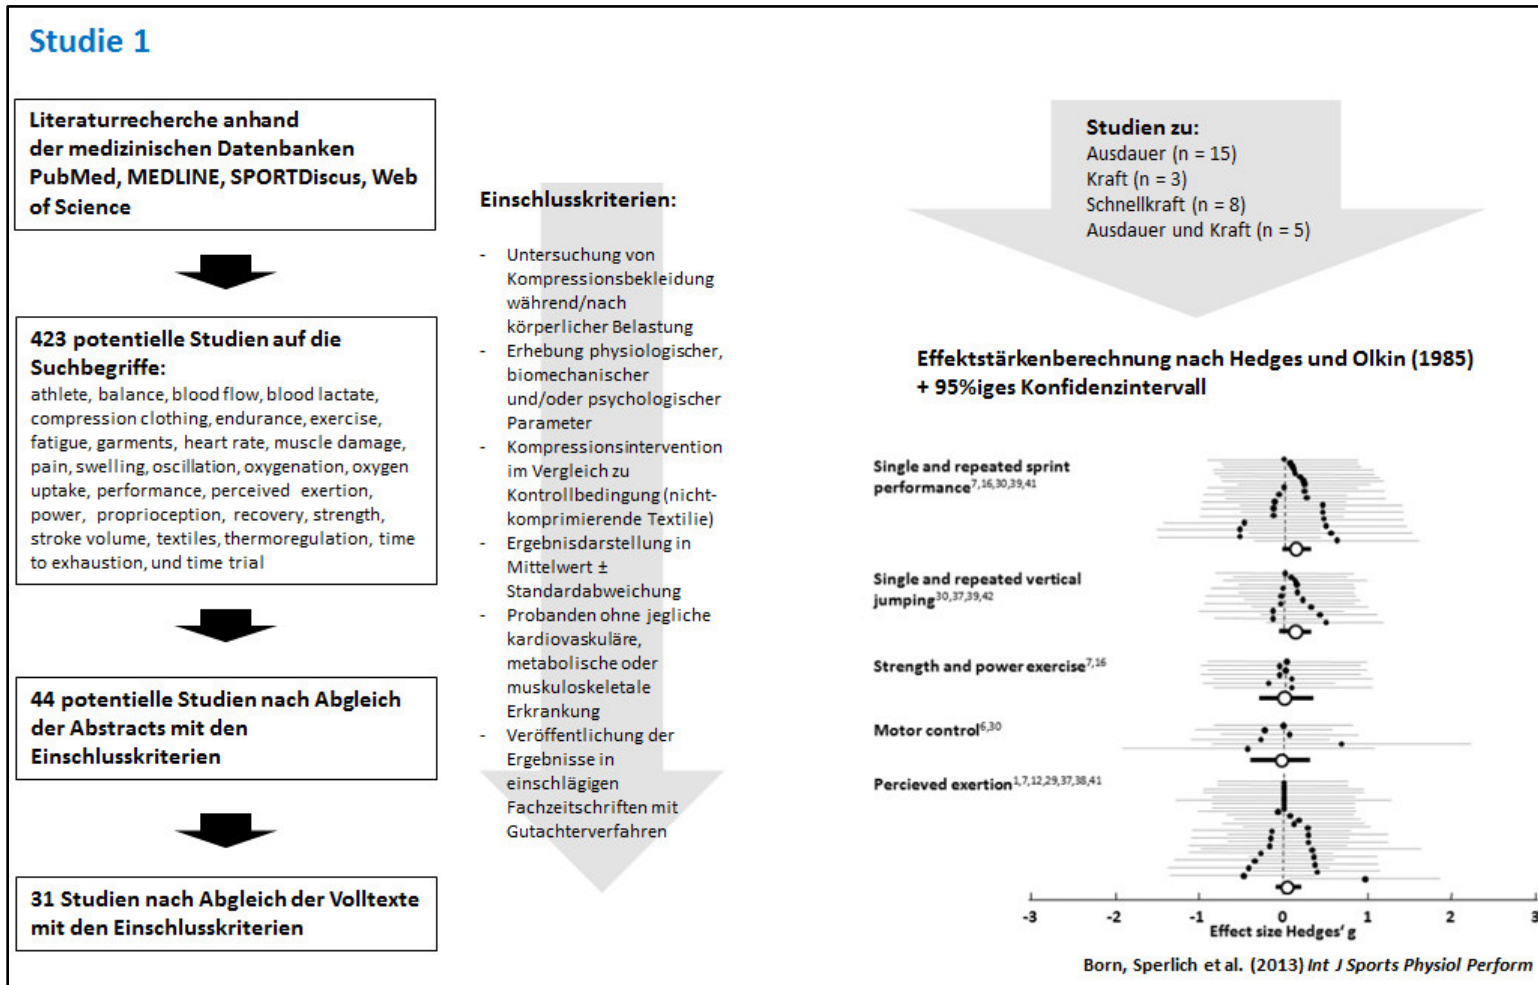 Studie 1
Literaturrecherche anhand
der medizinischen Datenbanken
PubMed, MEDLINE, SPORTDiscus, Web
of Science
423 potentielle Studien auf die
Suchbegriffe:
athlete, balance, blood flow, blood lactate,
compression clothing, endurance, exercise,
fatigue, garments, heart rate, muscle damage,
pain, swelling, oscillation, oxygenation, oxygen
uptake, performance, perceived exertion,
power, proprioception, recovery, strength,
stroke volume, textiles, thermoregulation, time
to exhaustion, und time trial
44 potentielle Studien nach Abgleich
der Abstracts mit den
Einschlusskriterien
31 Studien nach Abgleich der Volltexte
mit den Einschlusskriterien
Einschlusskriterien:
- Untersuchung von
Kompressionsbekleidung
während/nach
körperlicher Belastung
- Erhebung physiologischer,
biomechanischer
und/oder psychologischer
Parameter
- Kompressionsintervention
im Vergleich zu
Kontrollbedingung (nicht-
komprimierende Textilie)
- Ergebnisdarstellung in
Mittelwert ±
Standardabweichung
- Probanden ohne jegliche
kardiovaskuläre,
metabolische oder
muskuloskeletale
Erkrankung
- Veröffentlichung der
Ergebnisse in
einschlägigen
Fachzeitschriften mit
Gutachterverfahren
Studien zu:
Ausdauer (n = 15)
Kraft (n = 3)
Schnellkraft (n = 8)
Ausdauer und Kraft (n = 5)
Effektstärkenberechnung nach Hedges und Olkin (1985)
+ 95%iges Konfidenzintervall
Single and repeated sprint
performance7,16,30,39,41
Single and repeated vertical
jumping30,37,39,42
Strength and power exercise7,16
Motor control6,30
Percieved exertion1,7,12,29,37,38,41
-3 -2 -1 0 1 2 3
Effect size Hedges' g
Born, Sperlich et al. (2013) Int J Sports Physiol Perform